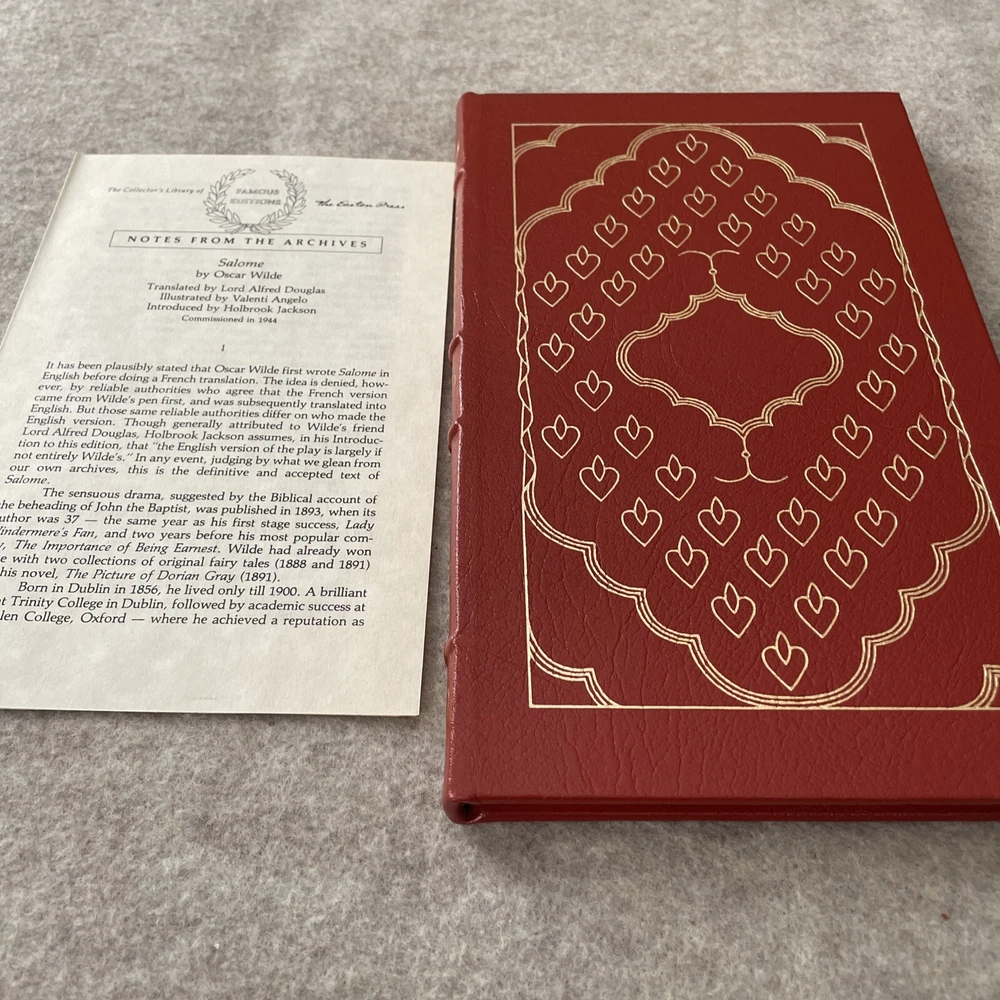 The Collector's Library of
FAMOUS
EDITIONS
The Easton Press
NOTES FROM THE ARCHIVES
Salome
by Oscar Wilde
Translated by Lord Alfred Douglas
Illustrated by Valenti Angelo
Introduced by Holbrook Jackson
Commissioned in 1944
1
It has been plausibly stated that Oscar Wilde first wrote Salome in
English before doing a French translation. The idea is denied, how-
ever, by reliable authorities who agree that the French version
came from Wilde's pen first, and was subsequently translated into
English. But those same reliable authorities differ on who made the
English version. Though generally attributed to Wilde's friend
Lord Alfred Douglas, Holbrook Jackson assumes, in his Introduc-
tion to this edition, that "the English version of the play is largely if
not entirely Wilde's." In any event, judging by what we glean from
our own archives, this is the definitive and accepted text of
Salome.
The sensuous drama, suggested by the Biblical account of
the beheading of John the Baptist, was published in 1893, when its
uthor was 37 — the same year as his first stage success, Lady
indermere's Fan, and two years before his most popular com-
y, The Importance of Being Earnest. Wilde had already won
e with two collections of original fairy tales (1888 and 1891)
his novel, The Picture of Dorian Gray (1891).
Born in Dublin in 1856, he lived only till 1900. A brilliant
t Trinity College in Dublin, followed by academic success at
len College, Oxford — where he achieved a reputation as